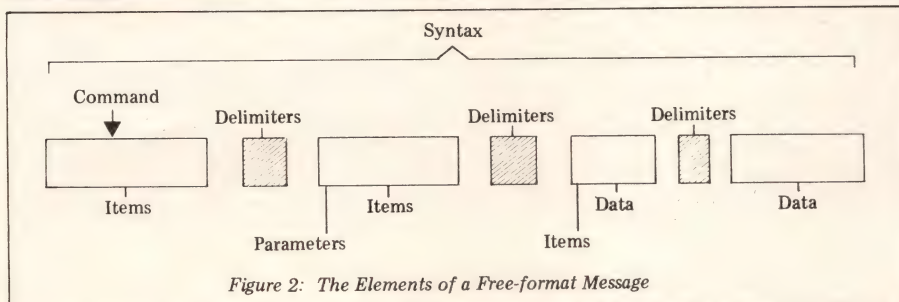 Syntax
Command
Delimiters Delimiters Delimiters
Items Items Data Data
Parameters Items
Figure 2: The Elements of a Free-format Message